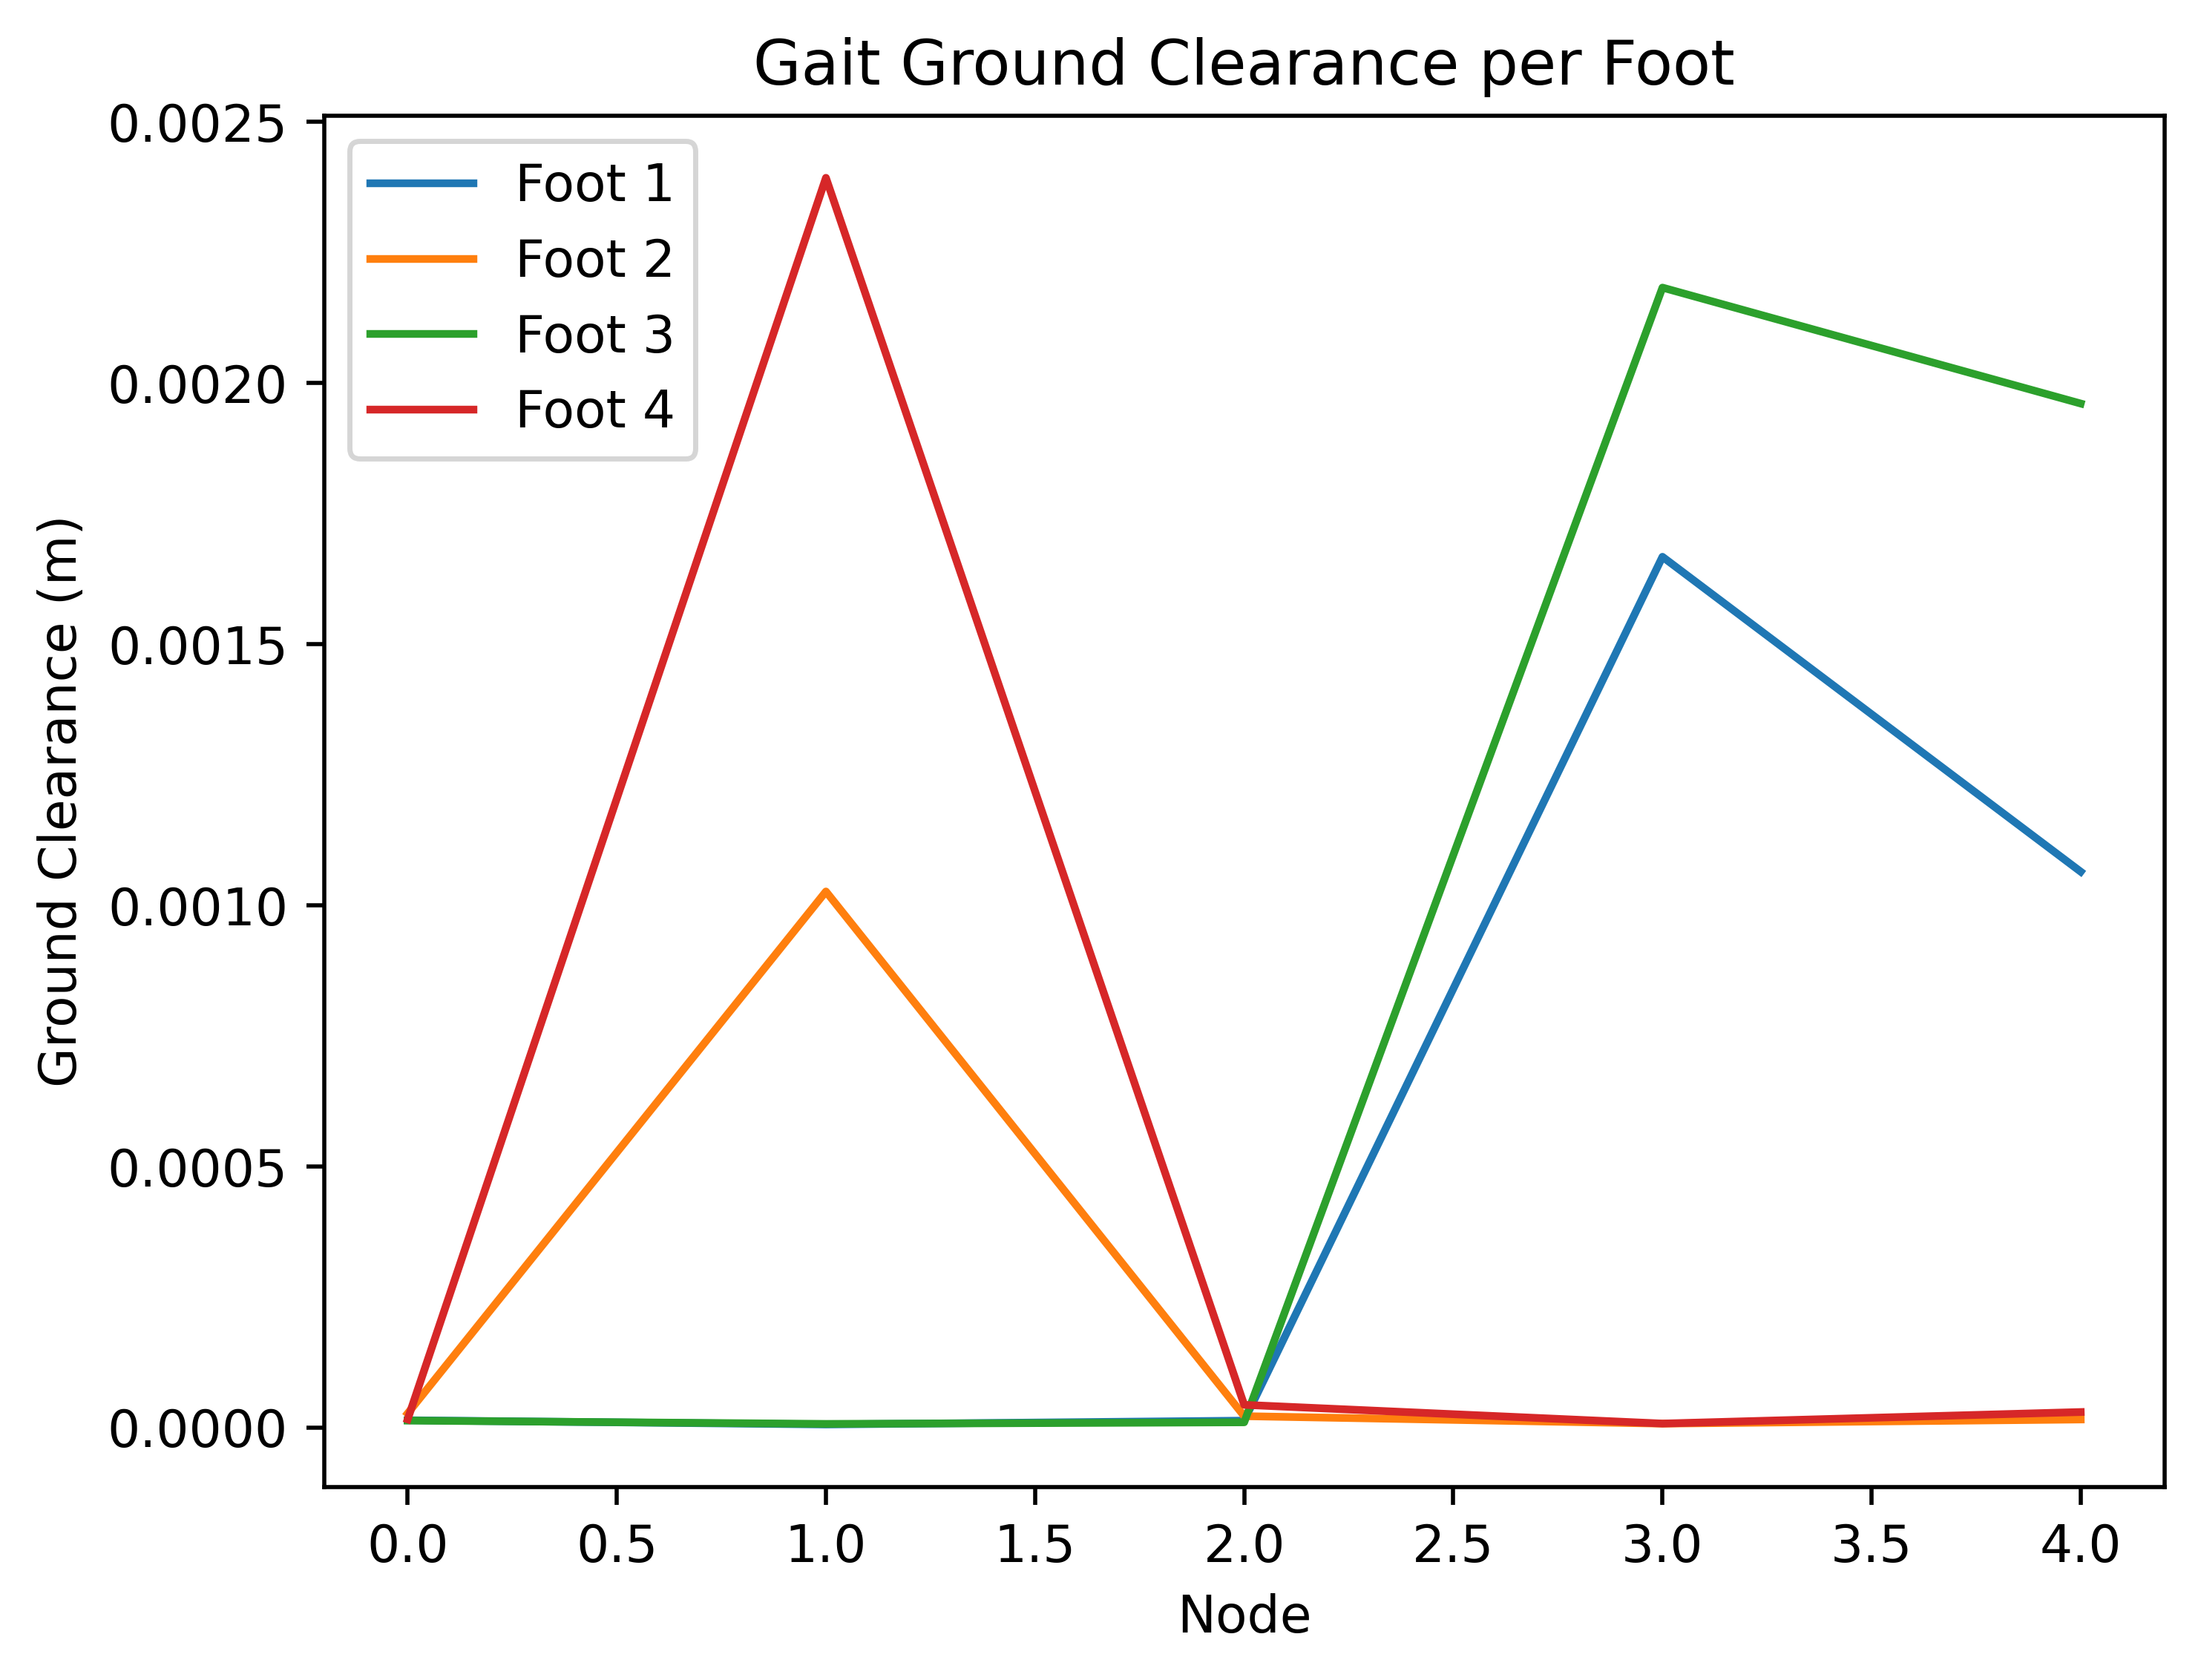 Gait Ground Clearance per Foot
Ground Clearance (m)
0.0025
0.0020
0.0015
0.0010
0.0005
0.0000
Foot 1
Foot 2
Foot 3
Foot 4
0.0 0.5 1.0 1.5 2.0 2.5 3.0 3.5 4.0
Node